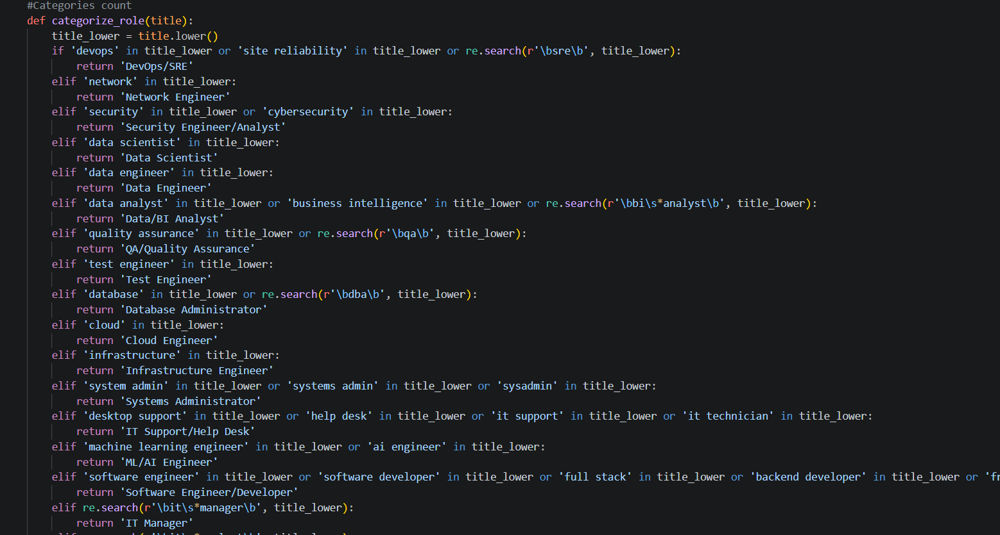 #Categories count
def categorize_role(title):
    title_lower = title.lower()
    if 'devops' in title_lower or 'site reliability' in title_lower or re.search(r'\bsre\b', title_lower):
        return 'DevOps/SRE'
    elif 'network' in title_lower:
        return 'Network Engineer'
    elif 'security' in title_lower or 'cybersecurity' in title_lower:
        return 'Security Engineer/Analyst'
    elif 'data scientist' in title_lower:
        return 'Data Scientist'
    elif 'data engineer' in title_lower:
        return 'Data Engineer'
    elif 'data analyst' in title_lower or 'business intelligence' in title_lower or re.search(r'\bbi\s*analyst\b', title_lower):
        return 'Data/BI Analyst'
    elif 'quality assurance' in title_lower or re.search(r'\bqa\b', title_lower):
        return 'QA/Quality Assurance'
    elif 'test engineer' in title_lower:
        return 'Test Engineer'
    elif 'database' in title_lower or re.search(r'\bdba\b', title_lower):
        return 'Database Administrator'
    elif 'cloud' in title_lower:
        return 'Cloud Engineer'
    elif 'infrastructure' in title_lower:
        return 'Infrastructure Engineer'
    elif 'system admin' in title_lower or 'systems admin' in title_lower or 'sysadmin' in title_lower:
        return 'Systems Administrator'
    elif 'desktop support' in title_lower or 'help desk' in title_lower or 'it support' in title_lower or 'it technician' in title_lower:
        return 'IT Support/Help Desk'
    elif 'machine learning engineer' in title_lower or 'ai engineer' in title_lower:
        return 'ML/AI Engineer'
    elif 'software engineer' in title_lower or 'software developer' in title_lower or 'full stack' in title_lower or 'backend developer' in title_lower or
        return 'Software Engineer/Developer'
    elif re.search(r'\bit\s*manager\b', title_lower):
        return 'IT Manager'